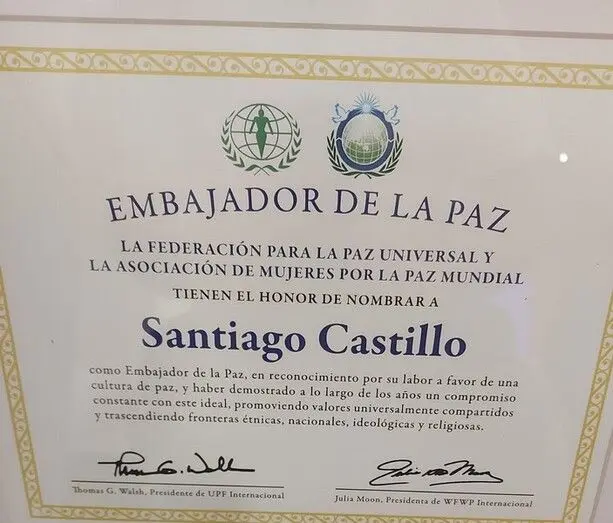 EMBAJADOR DE LA PAZ
LA FEDERACIÓN PARA LA PAZ UNIVERSAL Y
LA ASOCIACIÓN DE MUJERES POR LA PAZ MUNDIAL
TIENEN EL HONOR DE NOMBRAR A
Santiago Castillo
como Embajador de la Paz, en reconocimiento por su labor a favor de una
cultura de paz, y haber demostrado a lo largo de los años un compromiso
constante con este ideal, promoviendo valores universalmente compartidos
y trascendiendo fronteras étnicas, nacionales, ideológicas y religiosas.
Thomas G. Walsh, Presidente de UPF Internacional
Julia Moon, Presidenta de WFWP Internacional